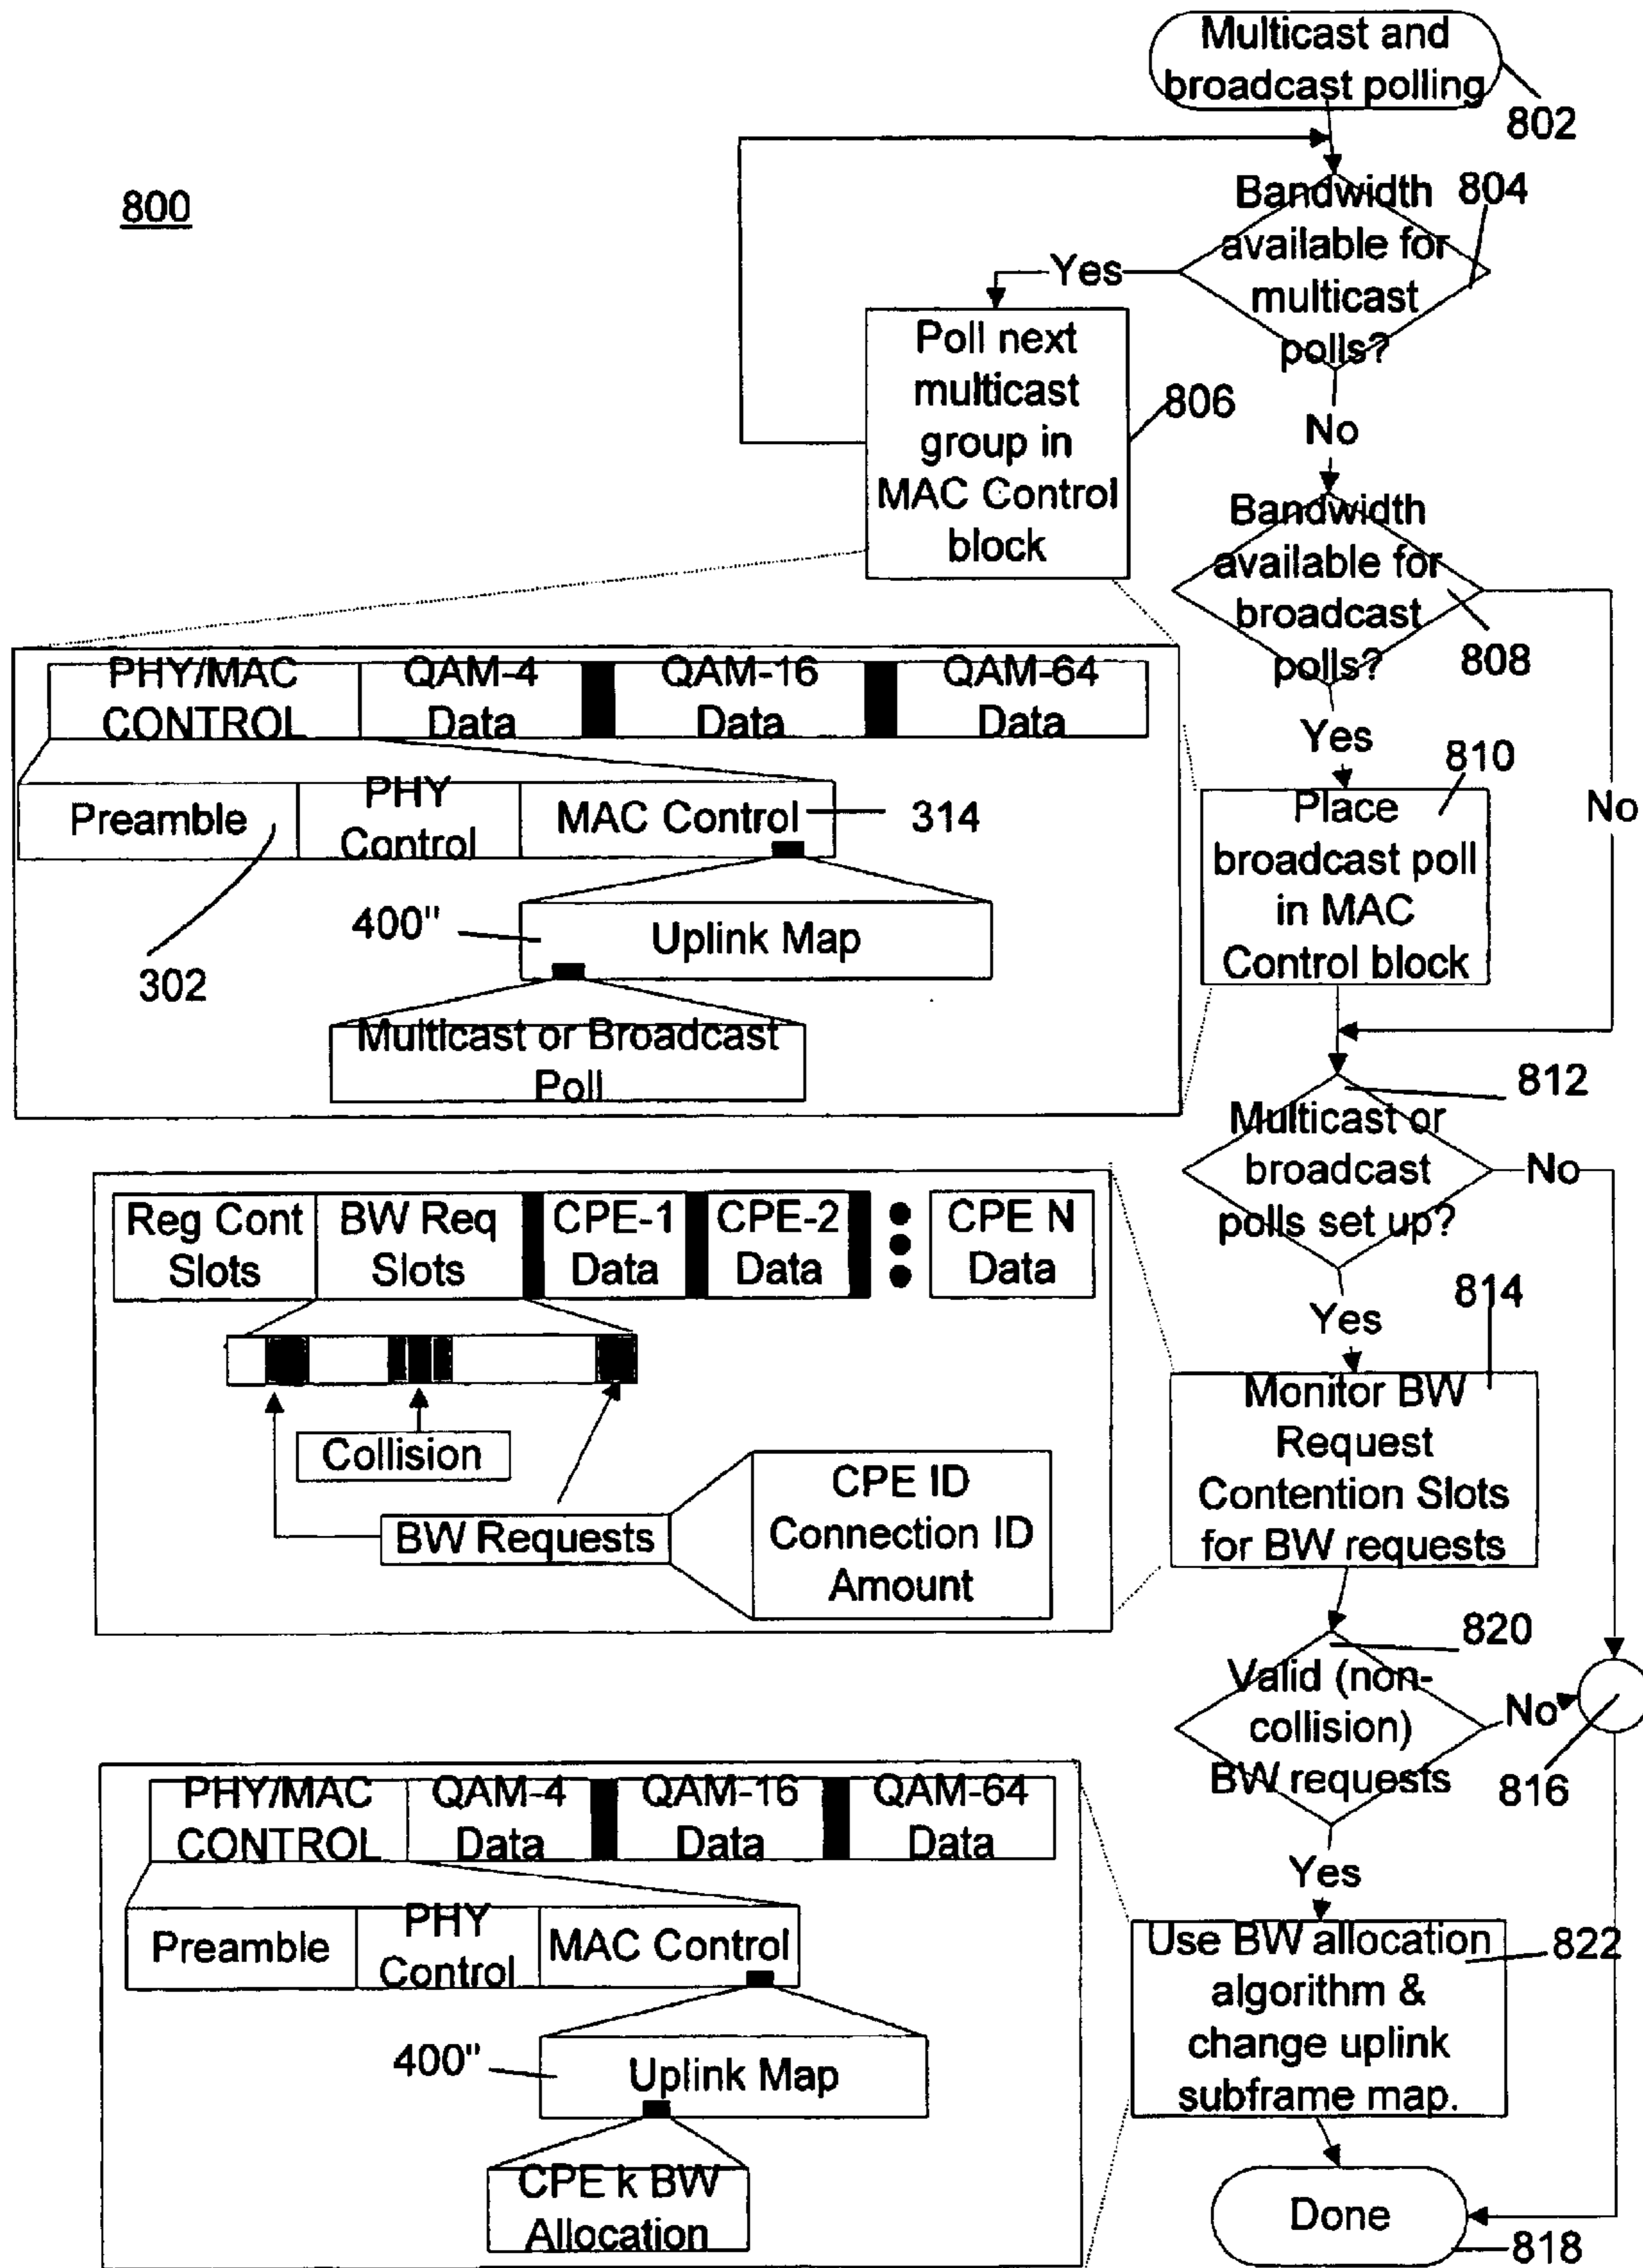 800
Multicast and
broadcast polling
802
Bandwidth
available for
multicast
polls?
804
Yes
No
Poll next
multicast
group in
MAC Control
block
806
Bandwidth
available for
broadcast
polls?
808
Yes
No
Place
broadcast poll
in MAC
Control block
810
PHY/MAC
CONTROL
QAM-4
Data
QAM-16
Data
QAM-64
Data
Preamble
PHY
Control
MAC Control
314
302
400"
Uplink Map
Multicast or Broadcast
Poll
Multicast or
broadcast
polls set up?
812
No
Yes
Reg Cont
Slots
BW Req
Slots
CPE-1
Data
CPE-2
Data
CPE N
Data
Collision
BW Requests
CPE ID
Connection ID
Amount
Monitor BW
Request
Contention Slots
for BW requests
814
Valid (non-
collision)
BW requests
820
No
816
Yes
PHY/MAC
CONTROL
QAM-4
Data
QAM-16
Data
QAM-64
Data
Preamble
PHY
Control
MAC Control
400"
Uplink Map
CPE k BW
Allocation
Use BW allocation
algorithm &
change uplink
subframe map.
822
Done
818